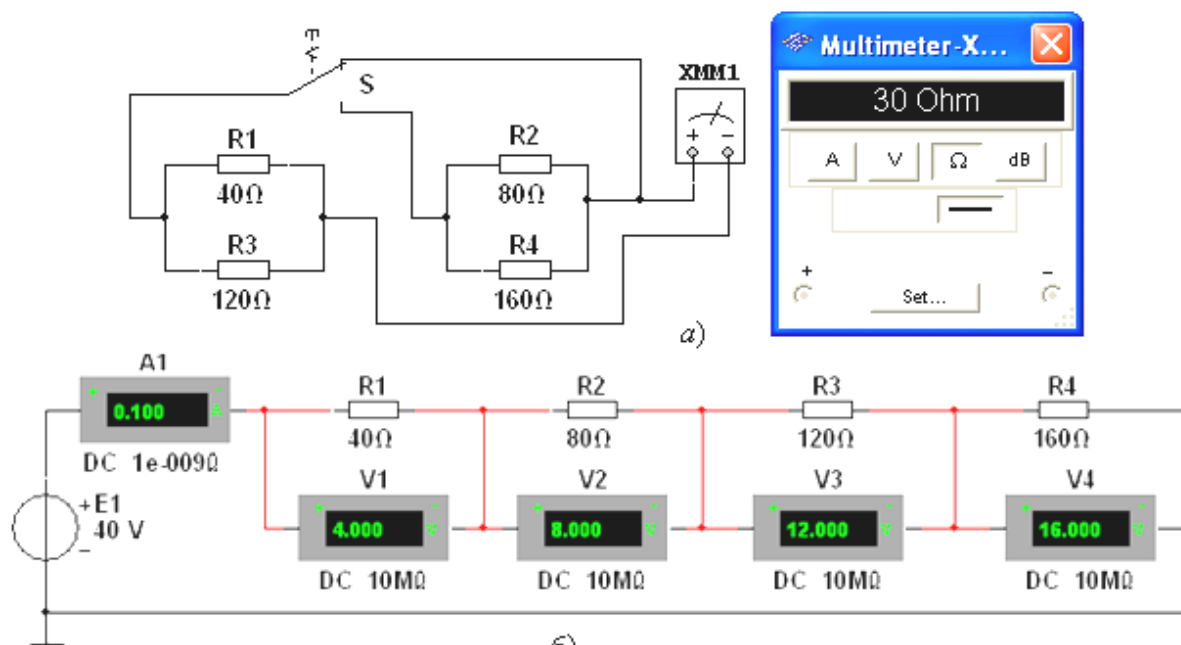 Multimeter-X...
30 Ohm
A V Ω dB
+ −
Set...
S
XMM1
+ −
R1
40Ω
R3
120Ω
R2
80Ω
R4
160Ω
а)
A1
0.100 A
DC 1e-009Ω
+ E1
40 V
−
R1
40Ω
R2
80Ω
R3
120Ω
R4
160Ω
V1
4.000 V
DC 10MΩ
V2
8.000 V
DC 10MΩ
V3
12.000 V
DC 10MΩ
V4
16.000 V
DC 10MΩ
б)